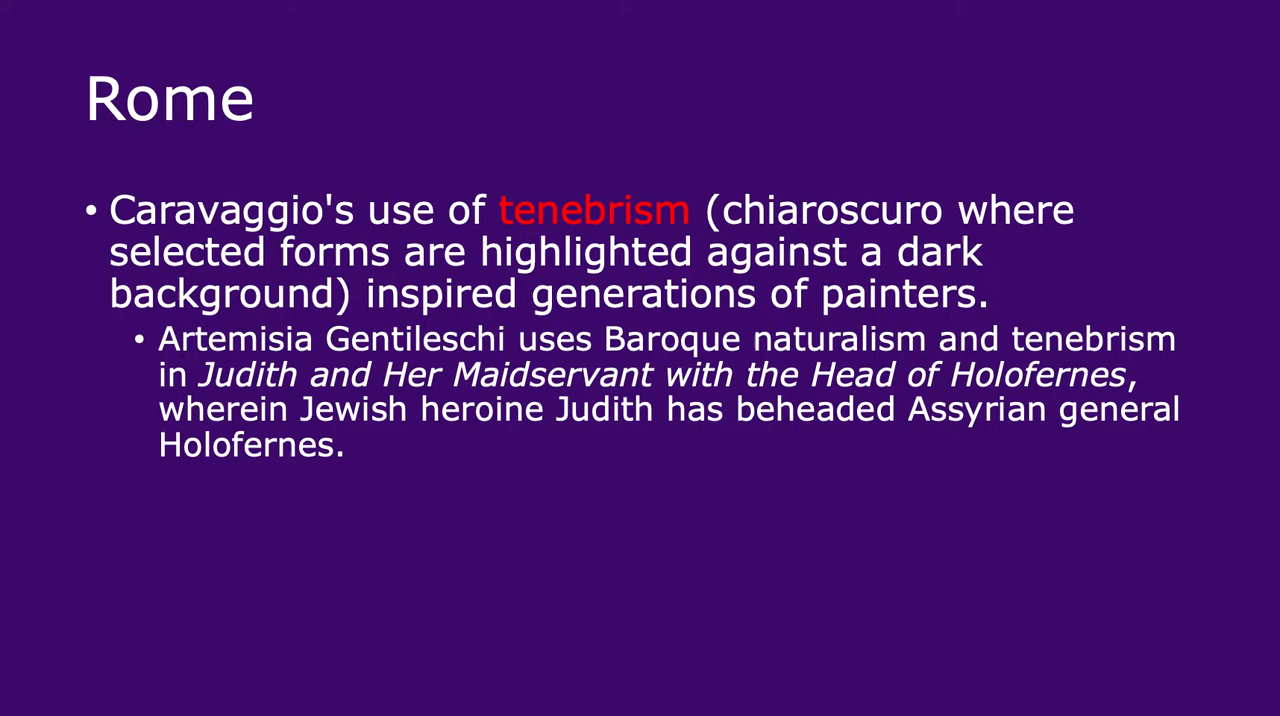 Rome
• Caravaggio's use of tenebrism (chiaroscuro where
selected forms are highlighted against a dark
background) inspired generations of painters.
• Artemisia Gentileschi uses Baroque naturalism and tenebrism
in Judith and Her Maidservant with the Head of Holofernes,
wherein Jewish heroine Judith has beheaded Assyrian general
Holofernes.